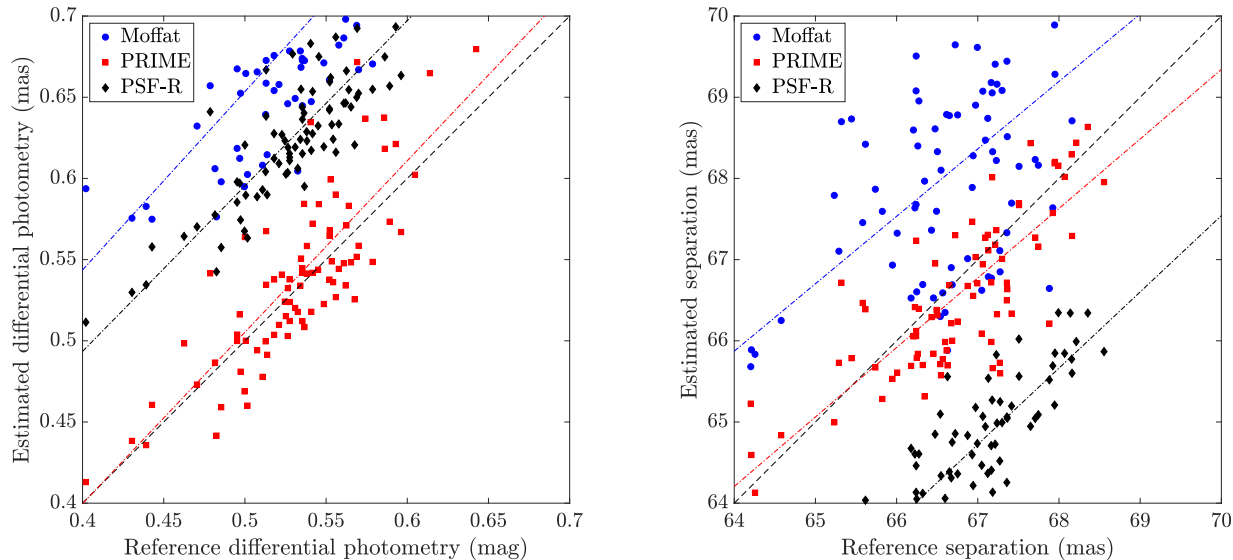 0.7
0.65
0.6
0.55
0.5
0.45
0.4
Estimated differential photometry (mas)
Moffat
PRIME
PSF-R
0.4 0.45 0.5 0.55 0.6 0.65 0.7
Reference differential photometry (mag)
70
69
68
67
66
65
64
Estimated separation (mas)
Moffat
PRIME
PSF-R
64 65 66 67 68 69 70
Reference separation (mas)